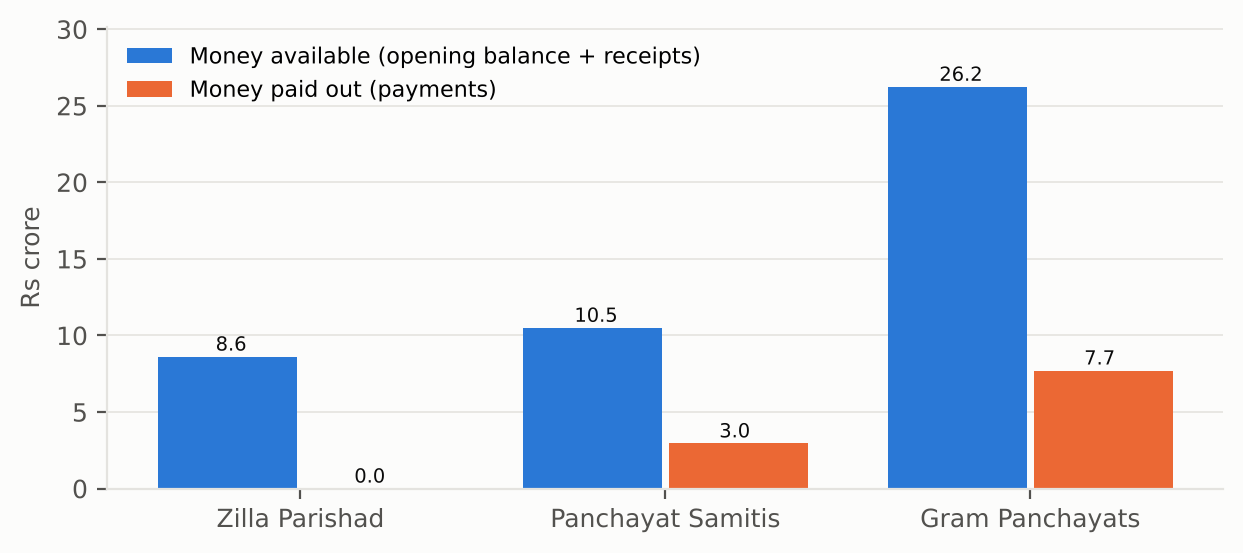 Money available (opening balance + receipts)
Money paid out (payments)
Rs crore
30
25
20
15
10
5
0
8.6
0.0
10.5
3.0
26.2
7.7
Zilla Parishad
Panchayat Samitis
Gram Panchayats